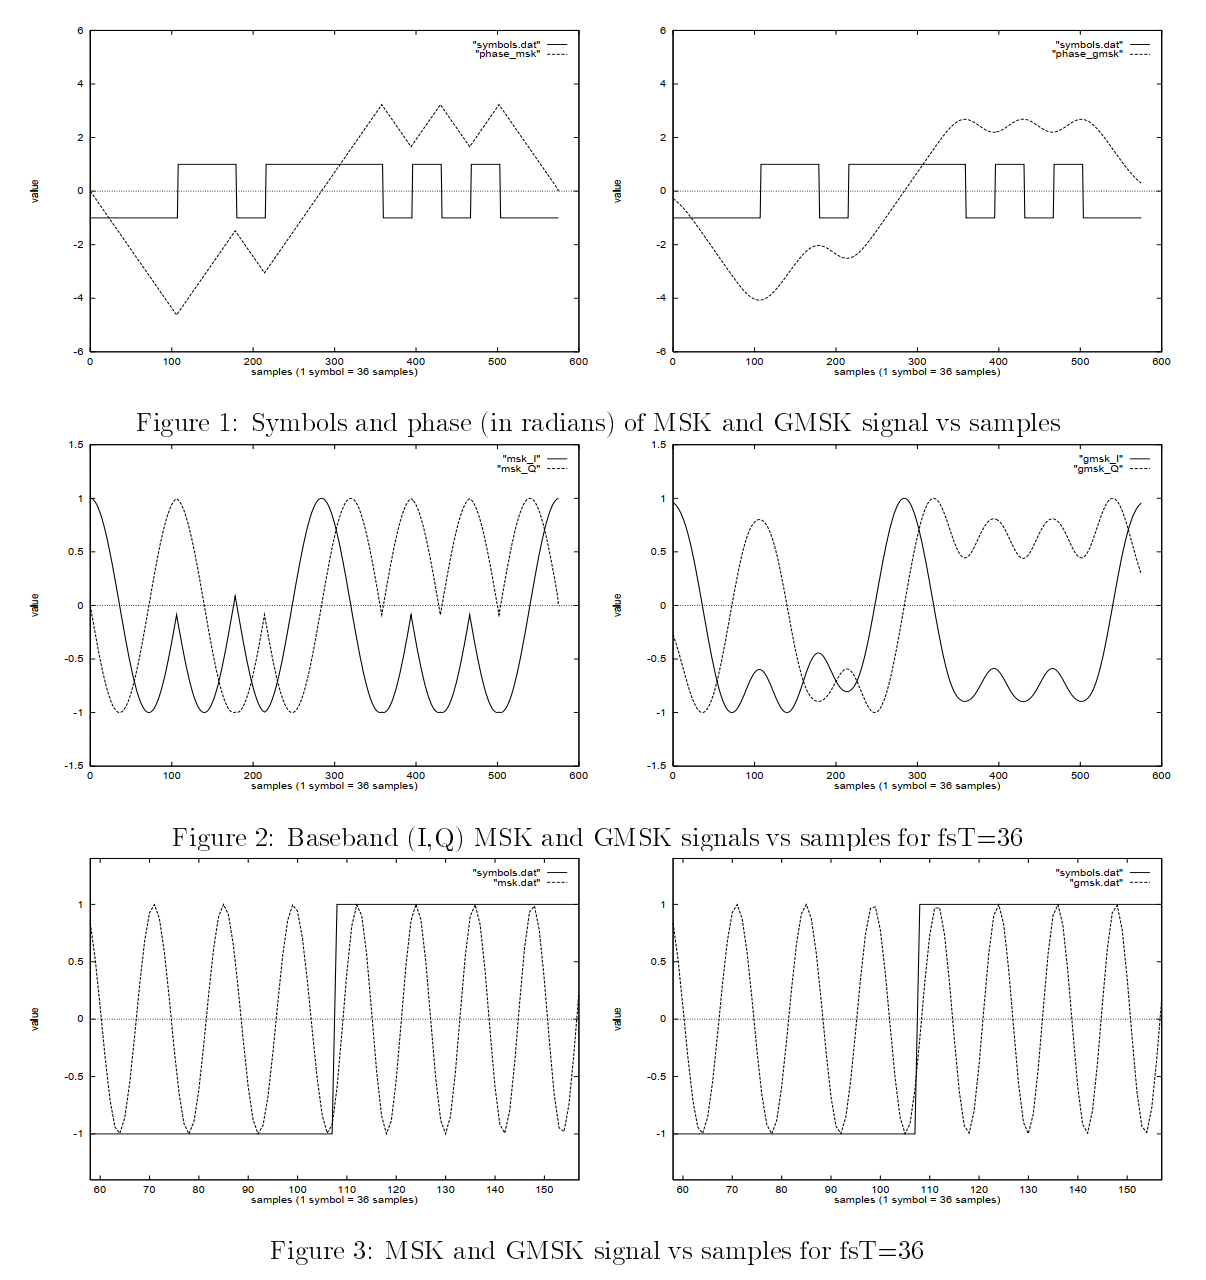 6
4
2
0
-2
-4
-6
value
"symbols.dat"
"phase_msk"
0 100 200 300 400 500 600
samples (1 symbol = 36 samples)
6
4
2
0
-2
-4
-6
value
"symbols.dat"
"phase_gmsk"
0 100 200 300 400 500 600
samples (1 symbol = 36 samples)
Figure 1: Symbols and phase (in radians) of MSK and GMSK signal vs samples
1.5
1
0.5
0
-0.5
-1
-1.5
value
"msk_I"
"msk_Q"
0 100 200 300 400 500 600
samples (1 symbol = 36 samples)
1.5
1
0.5
0
-0.5
-1
-1.5
value
"gmsk_I"
"gmsk_Q"
0 100 200 300 400 500 600
samples (1 symbol = 36 samples)
Figure 2: Baseband (I,Q) MSK and GMSK signals vs samples for fsT=36
1
0.5
0
-0.5
-1
value
"symbols.dat"
"msk.dat"
60 70 80 90 100 110 120 130 140 150
samples (1 symbol = 36 samples)
1
0.5
0
-0.5
-1
value
"symbols.dat"
"gmsk.dat"
60 70 80 90 100 110 120 130 140 150
samples (1 symbol = 36 samples)
Figure 3: MSK and GMSK signal vs samples for fsT=36